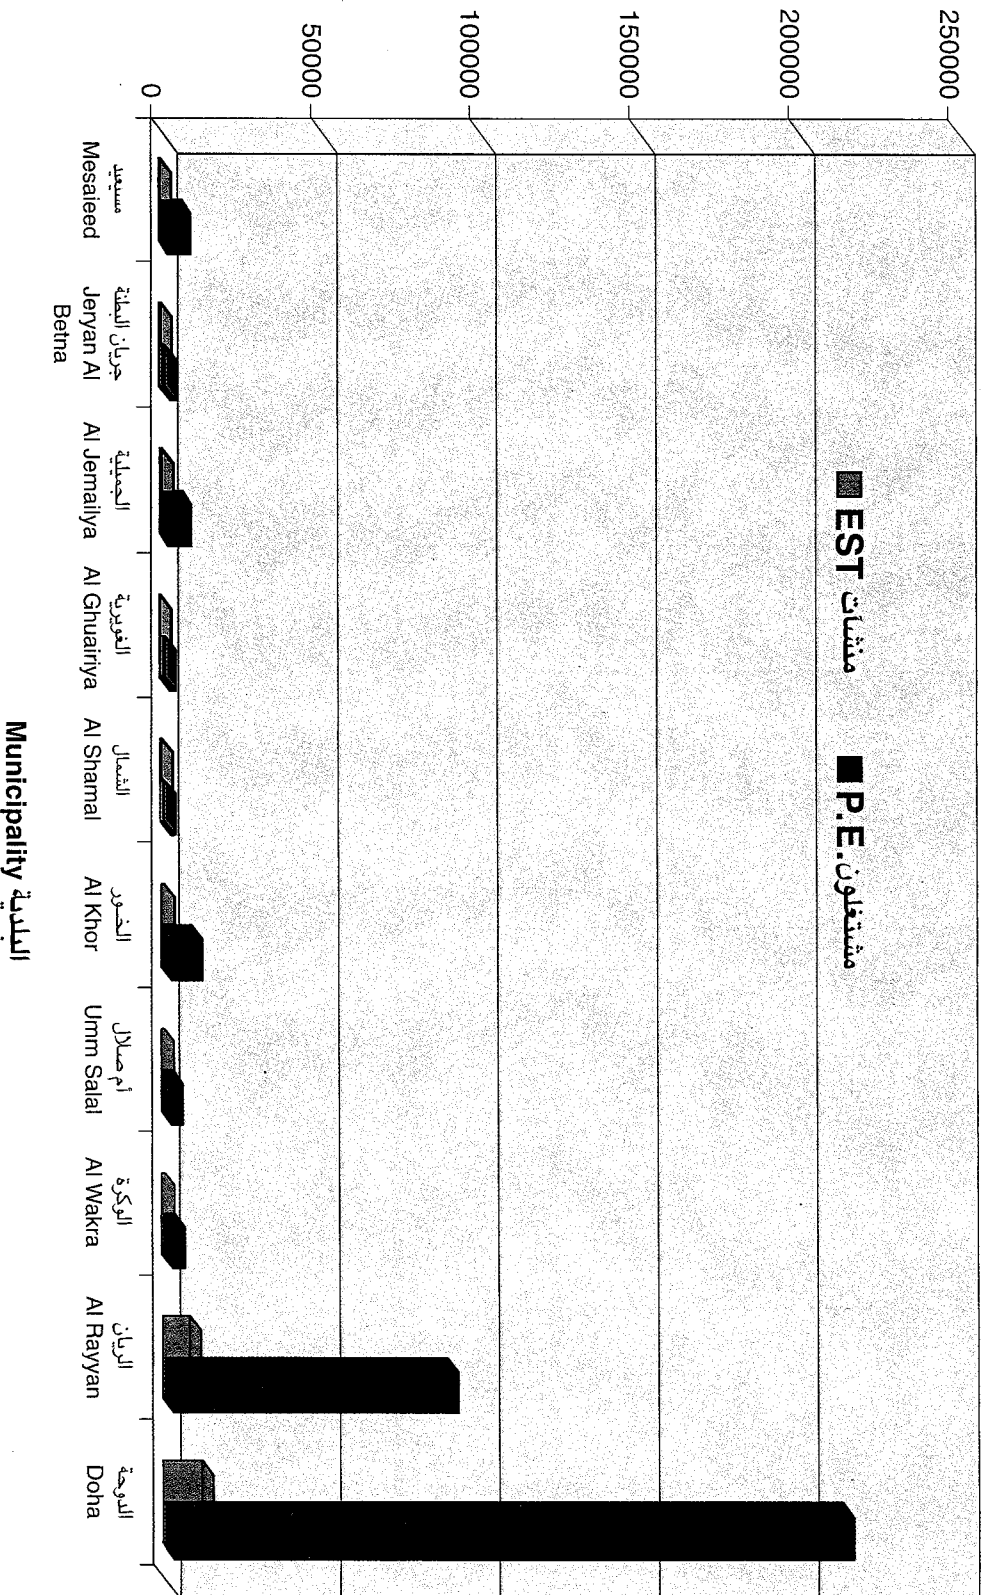 250000
200000
150000
100000
50000
0
منشآت EST
مشتغلون P.E.
مسيعيد
Mesaieed
جريان البطنة
Jeryan Al
Betna
الجميلية
Al Jemailya
الغويرية
Al Ghuairiya
الشمال
Al Shamal
الخور
Al Khor
أم صلال
Umm Salal
الوكرة
Al Wakra
الريان
Al Rayyan
الدوحة
Doha
Municipality البلدية